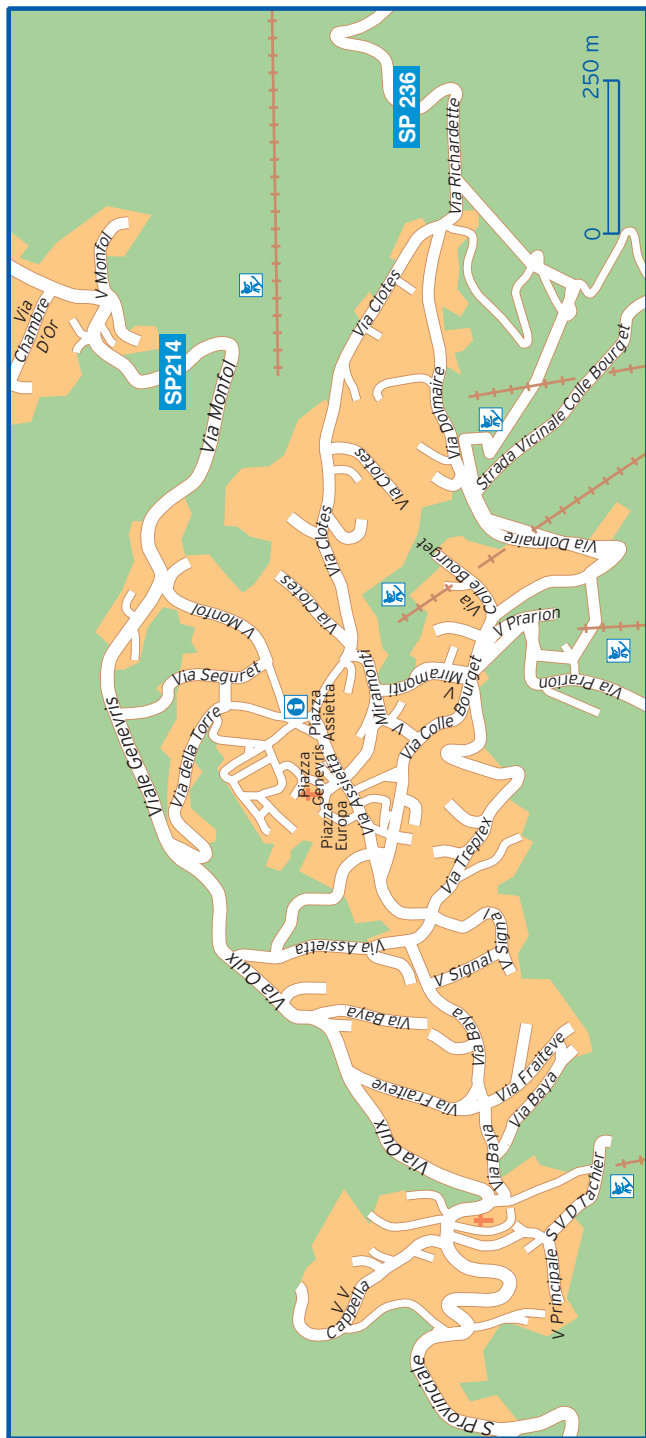 SP 236
250 m
0
Via Richardette
V Monfol
Via
Chambre
D'Or
SP214
Via Monfol
Via Clotes
Via Dolmaire
Strada Vicinale Colle Bourget
Via Clotes
Via Clotes
Via Dolmaire
Via
Colle Bourget
Via Clotes
V Monfol
V Prarion
Via Prarion
Via Seguret
V Miramonti
V Miramonti
Via Colle Bourget
Viale Genevris
Via della Torre
Piazza
Assietta
Piazza
Genevris
Piazza
Europa
Via Assietta
Via Treplex
Via Assietta
V Signal
V Signal
Via Oulx
Via Baya
Via Baya
Via Fraiteve
Via Fraiteve
Via Baya
Via Oulx
Via Baya
S V D Tachier
V Principale
V V
Cappella
S Provinciale